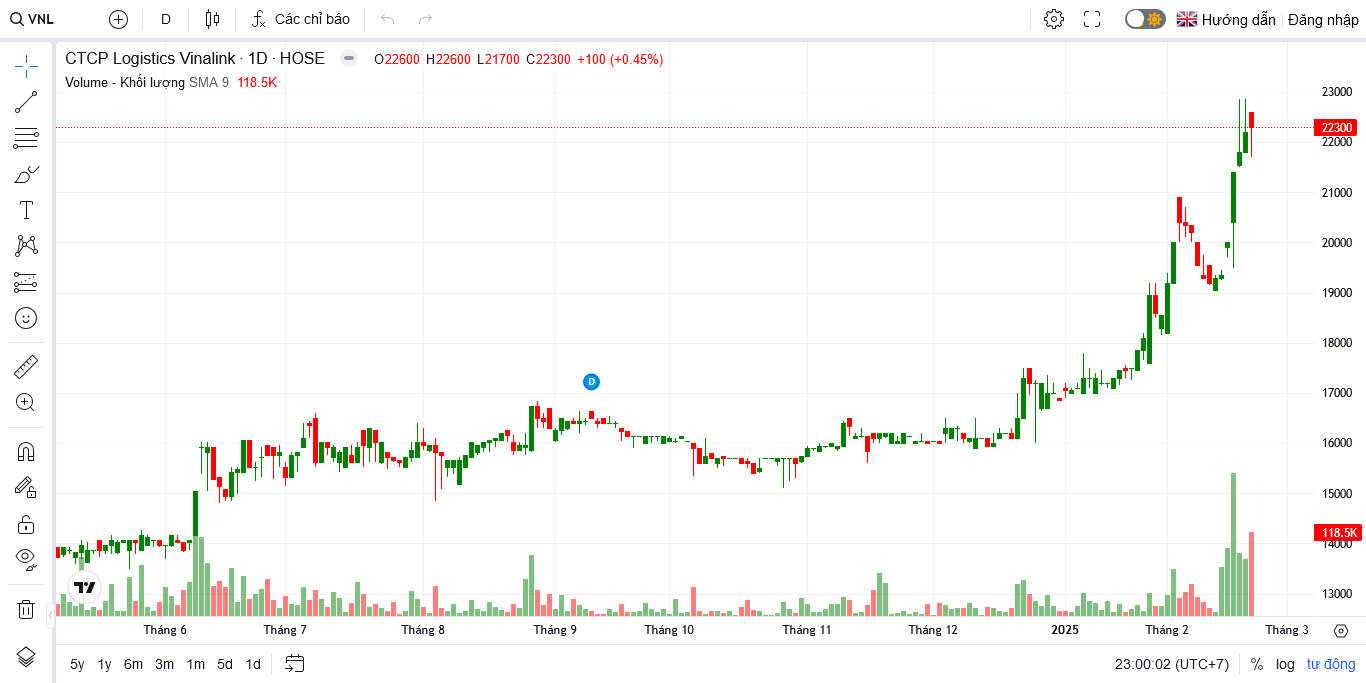 VNL D Các chỉ báo Hướng dẫn Đăng nhập
CTCP Logistics Vinalink · 1D · HOSE O22600 H22600 L21700 C22300 +100 (+0.45%)
Volume - Khối lượng SMA 9 118.5K
23000
22300
22000
21000
20000
19000
18000
17000
D
16000
15000
118.5K
14000
13000
Tháng 6 Tháng 7 Tháng 8 Tháng 9 Tháng 10 Tháng 11 Tháng 12 2025 Tháng 2 Tháng 3
5y 1y 6m 3m 1m 5d 1d 23:00:02 (UTC+7) % log tự động